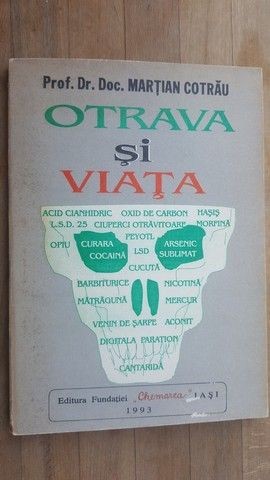 Prof. Dr. Doc. MARȚIAN COTRĂU
OTRAVA
și
VIAȚA
ACID CIANHIDRIC OXID DE CARBON HAȘIȘ
L.S.D. 25 CIUPERCI OTRĂVITOARE MORFINA
PEYOTL
OPIU CURARA LSD ARSENIC
COCAINĂ SUBLIMAT
CUCUTĂ
BARBITURICE NICOTINĂ
MĂTRĂGUNĂ MERCUR
VENIN DE ȘARPE ACONIT
DIGITALA PARATION
CANTARIDĂ
Editura Fundației „Chemarea" IAȘI
1993